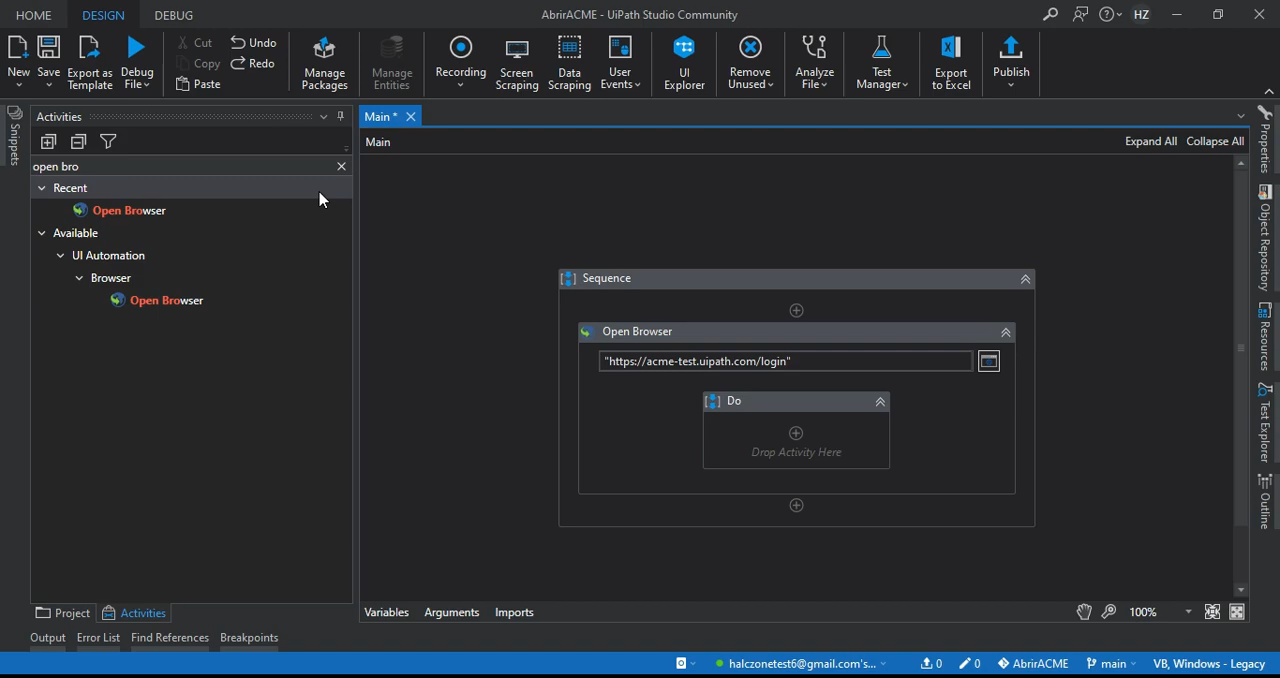 HOME DESIGN DEBUG AbrirACME - UiPath Studio Community HZ
New Save Export as Template Debug File Cut Copy Paste Undo Redo Manage Packages Manage Entities Recording Screen Scraping Data Scraping User Events UI Explorer Remove Unused Analyze File Test Manager Export to Excel Publish
Snippets
Activities
open bro
Recent
Open Browser
Available
UI Automation
Browser
Open Browser
Main *
Main Expand All Collapse All
Sequence
Open Browser
"https://acme-test.uipath.com/login"
Do
Drop Activity Here
Properties
Object Repository
Resources
Test Explorer
Outline
Project Activities
Variables Arguments Imports 100%
Output Error List Find References Breakpoints
halczonetest6@gmail.com's... 0 0 AbrirACME main VB, Windows - Legacy